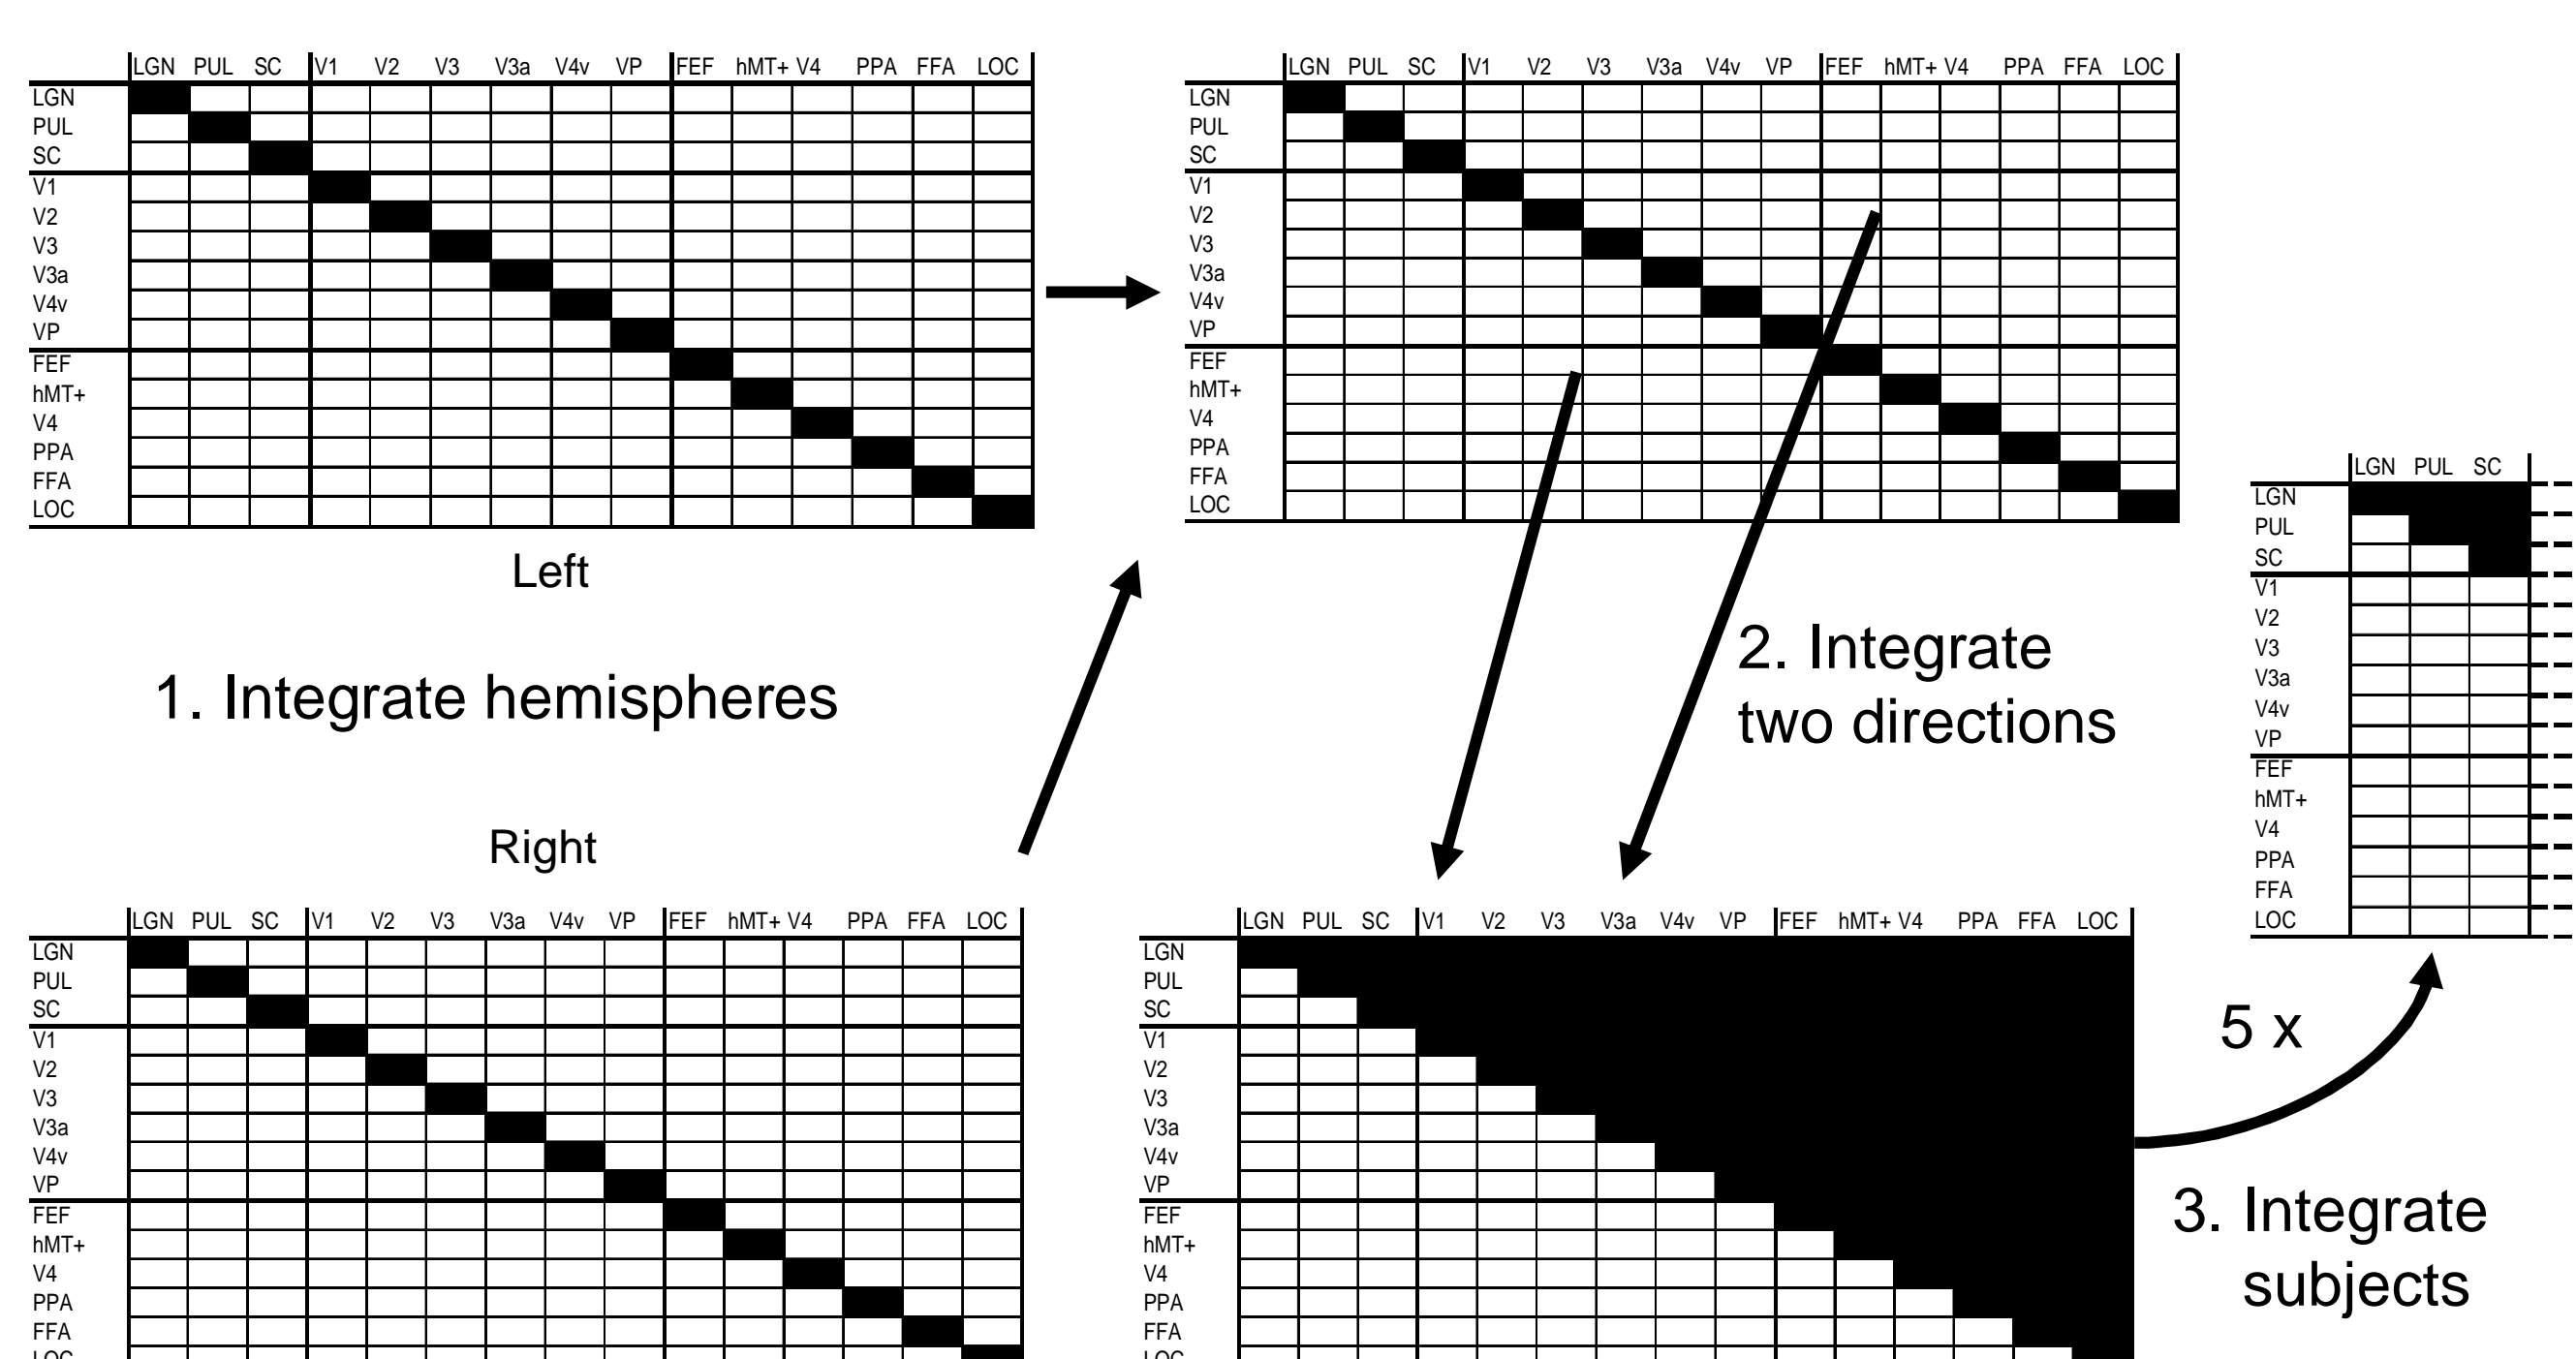 LGN PUL SC V1 V2 V3 V3a V4v VP FEF hMT+ V4 PPA FFA LOC
LGN
PUL
SC
V1
V2
V3
V3a
V4v
VP
FEF
hMT+
V4
PPA
FFA
LOC
Left
1. Integrate hemispheres
Right
LGN PUL SC V1 V2 V3 V3a V4v VP FEF hMT+ V4 PPA FFA LOC
LGN
PUL
SC
V1
V2
V3
V3a
V4v
VP
FEF
hMT+
V4
PPA
FFA
LOC
LGN PUL SC V1 V2 V3 V3a V4v VP FEF hMT+ V4 PPA FFA LOC
LGN
PUL
SC
V1
V2
V3
V3a
V4v
VP
FEF
hMT+
V4
PPA
FFA
LOC
2. Integrate
two directions
LGN PUL SC V1 V2 V3 V3a V4v VP FEF hMT+ V4 PPA FFA LOC
LGN
PUL
SC
V1
V2
V3
V3a
V4v
VP
FEF
hMT+
V4
PPA
FFA
LOC
LGN PUL SC
LGN
PUL
SC
V1
V2
V3
V3a
V4v
VP
FEF
hMT+
V4
PPA
FFA
LOC
5 x
3. Integrate
subjects